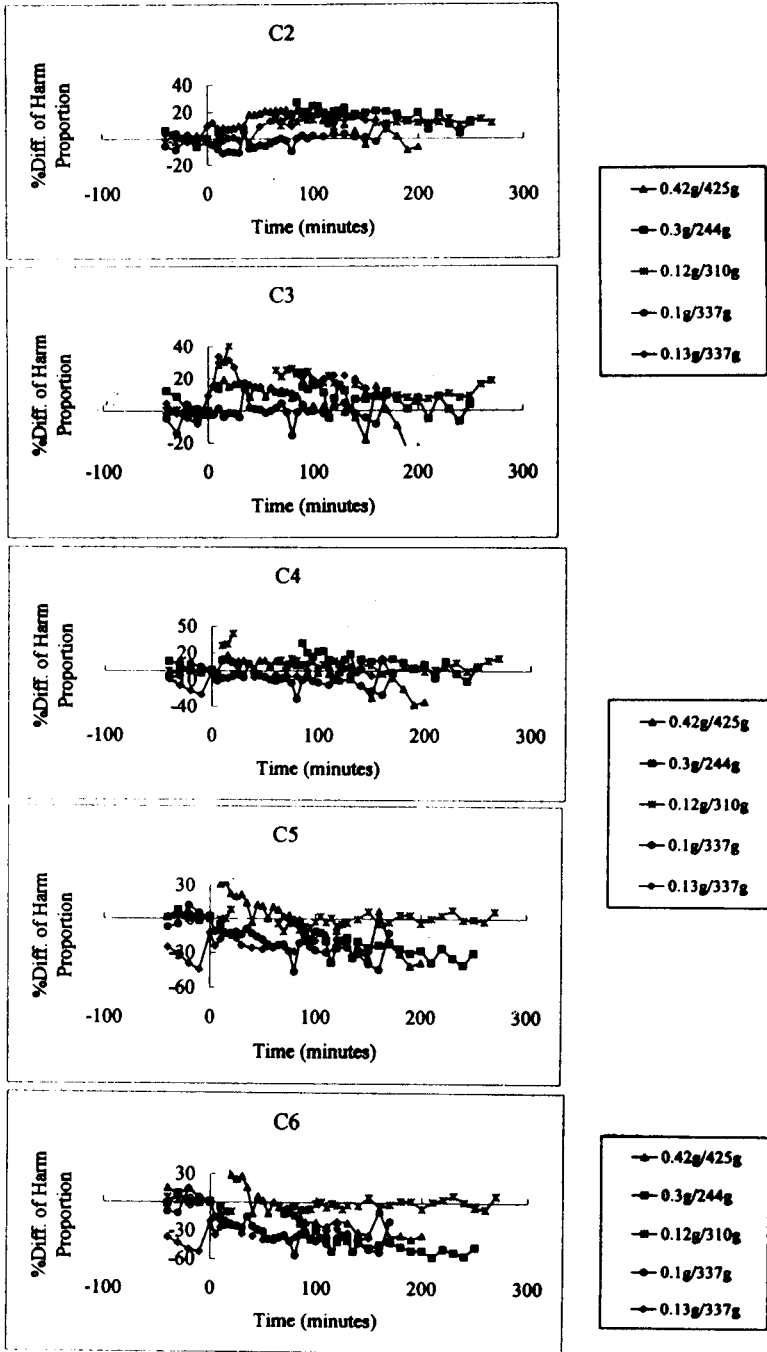 C2
%Diff. of Harm
Proportion
40
20
0
-20
-100
0
100
200
300
Time (minutes)
C3
%Diff. of Harm
Proportion
40
20
0
-20
-100
0
100
200
300
Time (minutes)
0.42g/425g
0.3g/244g
0.12g/310g
0.1g/337g
0.13g/337g
C4
%Diff. of Harm
Proportion
50
20
-40
-100
0
100
200
300
Time (minutes)
C5
%Diff. of Harm
Proportion
30
0
-30
-60
-100
0
100
200
300
Time (minutes)
0.42g/425g
0.3g/244g
0.12g/310g
0.1g/337g
0.13g/337g
C6
%Diff. of Harm
Proportion
30
0
-30
-60
-100
0
100
200
300
Time (minutes)
0.42g/425g
0.3g/244g
0.12g/310g
0.1g/337g
0.13g/337g